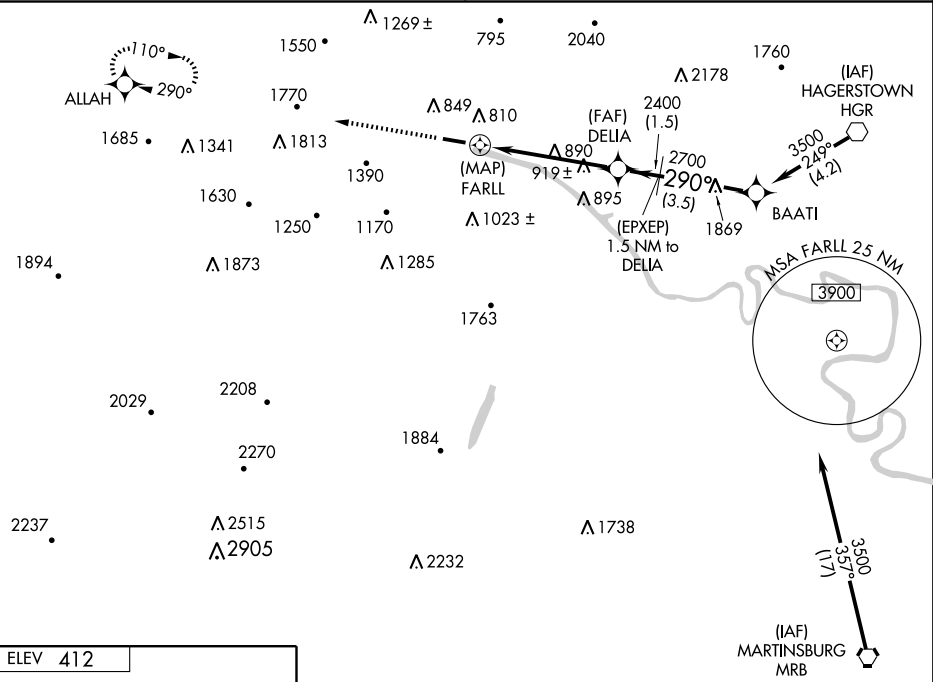 1269 ±
795
2040
1550
1760
110°
290°
ALLAH
2178
(IAF)
HAGERSTOWN
HGR
1770
849
810
2400
(1.5)
(FAF)
DELIA
3500
249°
(4.2)
1685
1341
1813
(MAP)
FARLL
890
919 ±
2700
290°
(3.5)
1390
1630
895
1869
BAATI
1250
1170
1023 ±
(EPXEP)
1.5 NM to
DELIA
1894
1873
1285
MSA FARLL 25 NM
3900
1763
2208
2029
1884
2270
2237
2515
2905
1738
2232
3500
357°
(17)
(IAF)
MARTINSBURG
MRB
ELEV 412